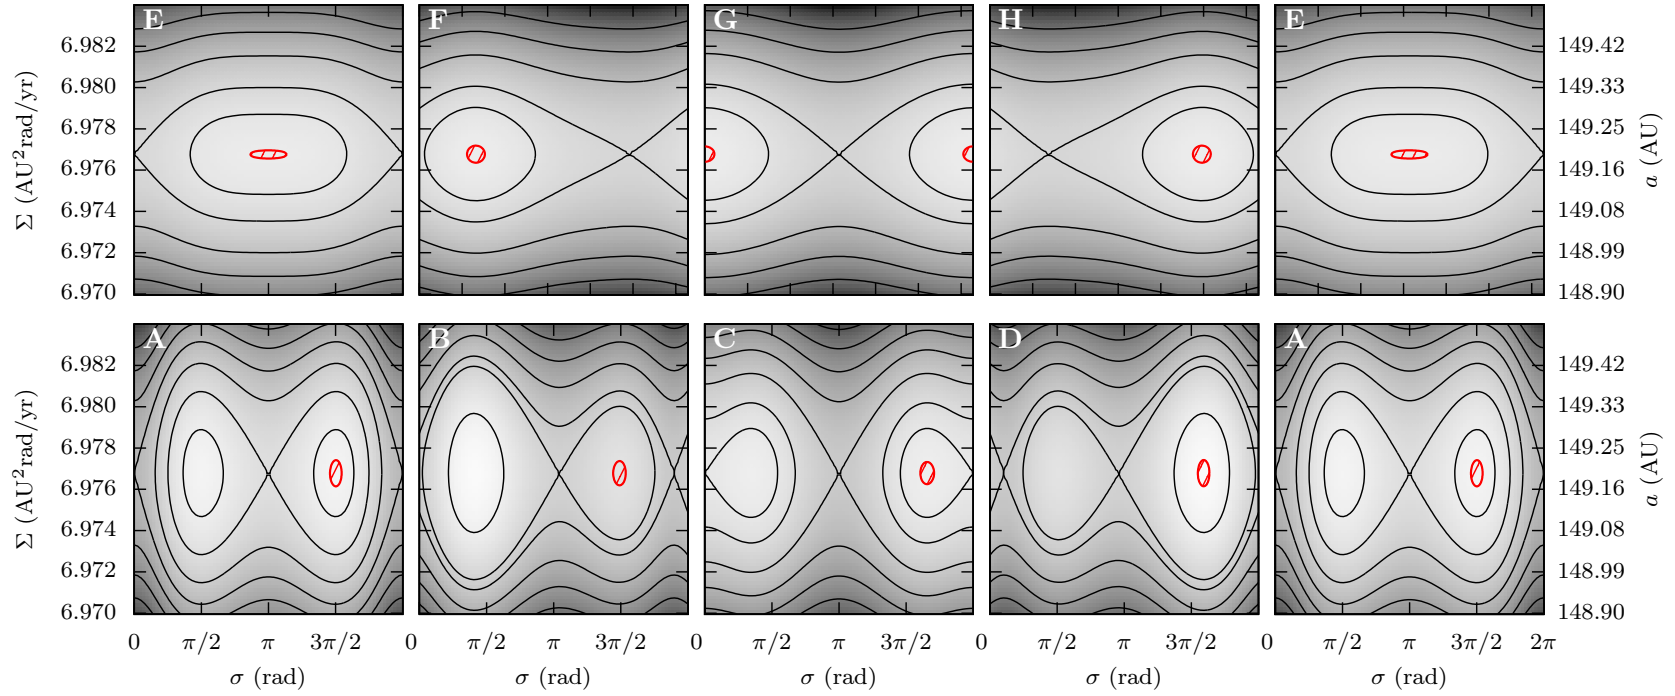 E F G H E
6.982 149.42
6.980 149.33
6.978 149.25
6.976 149.16
6.974 149.08
6.972 148.99
6.970 148.90
Σ (AU²rad/yr)
a (AU)
A B C D A
6.982 149.42
6.980 149.33
6.978 149.25
6.976 149.16
6.974 149.08
6.972 148.99
6.970 148.90
Σ (AU²rad/yr)
a (AU)
0 π/2 π 3π/2 0 π/2 π 3π/2 0 π/2 π 3π/2 0 π/2 π 3π/2 0 π/2 π 3π/2 2π
σ (rad) σ (rad) σ (rad) σ (rad) σ (rad)